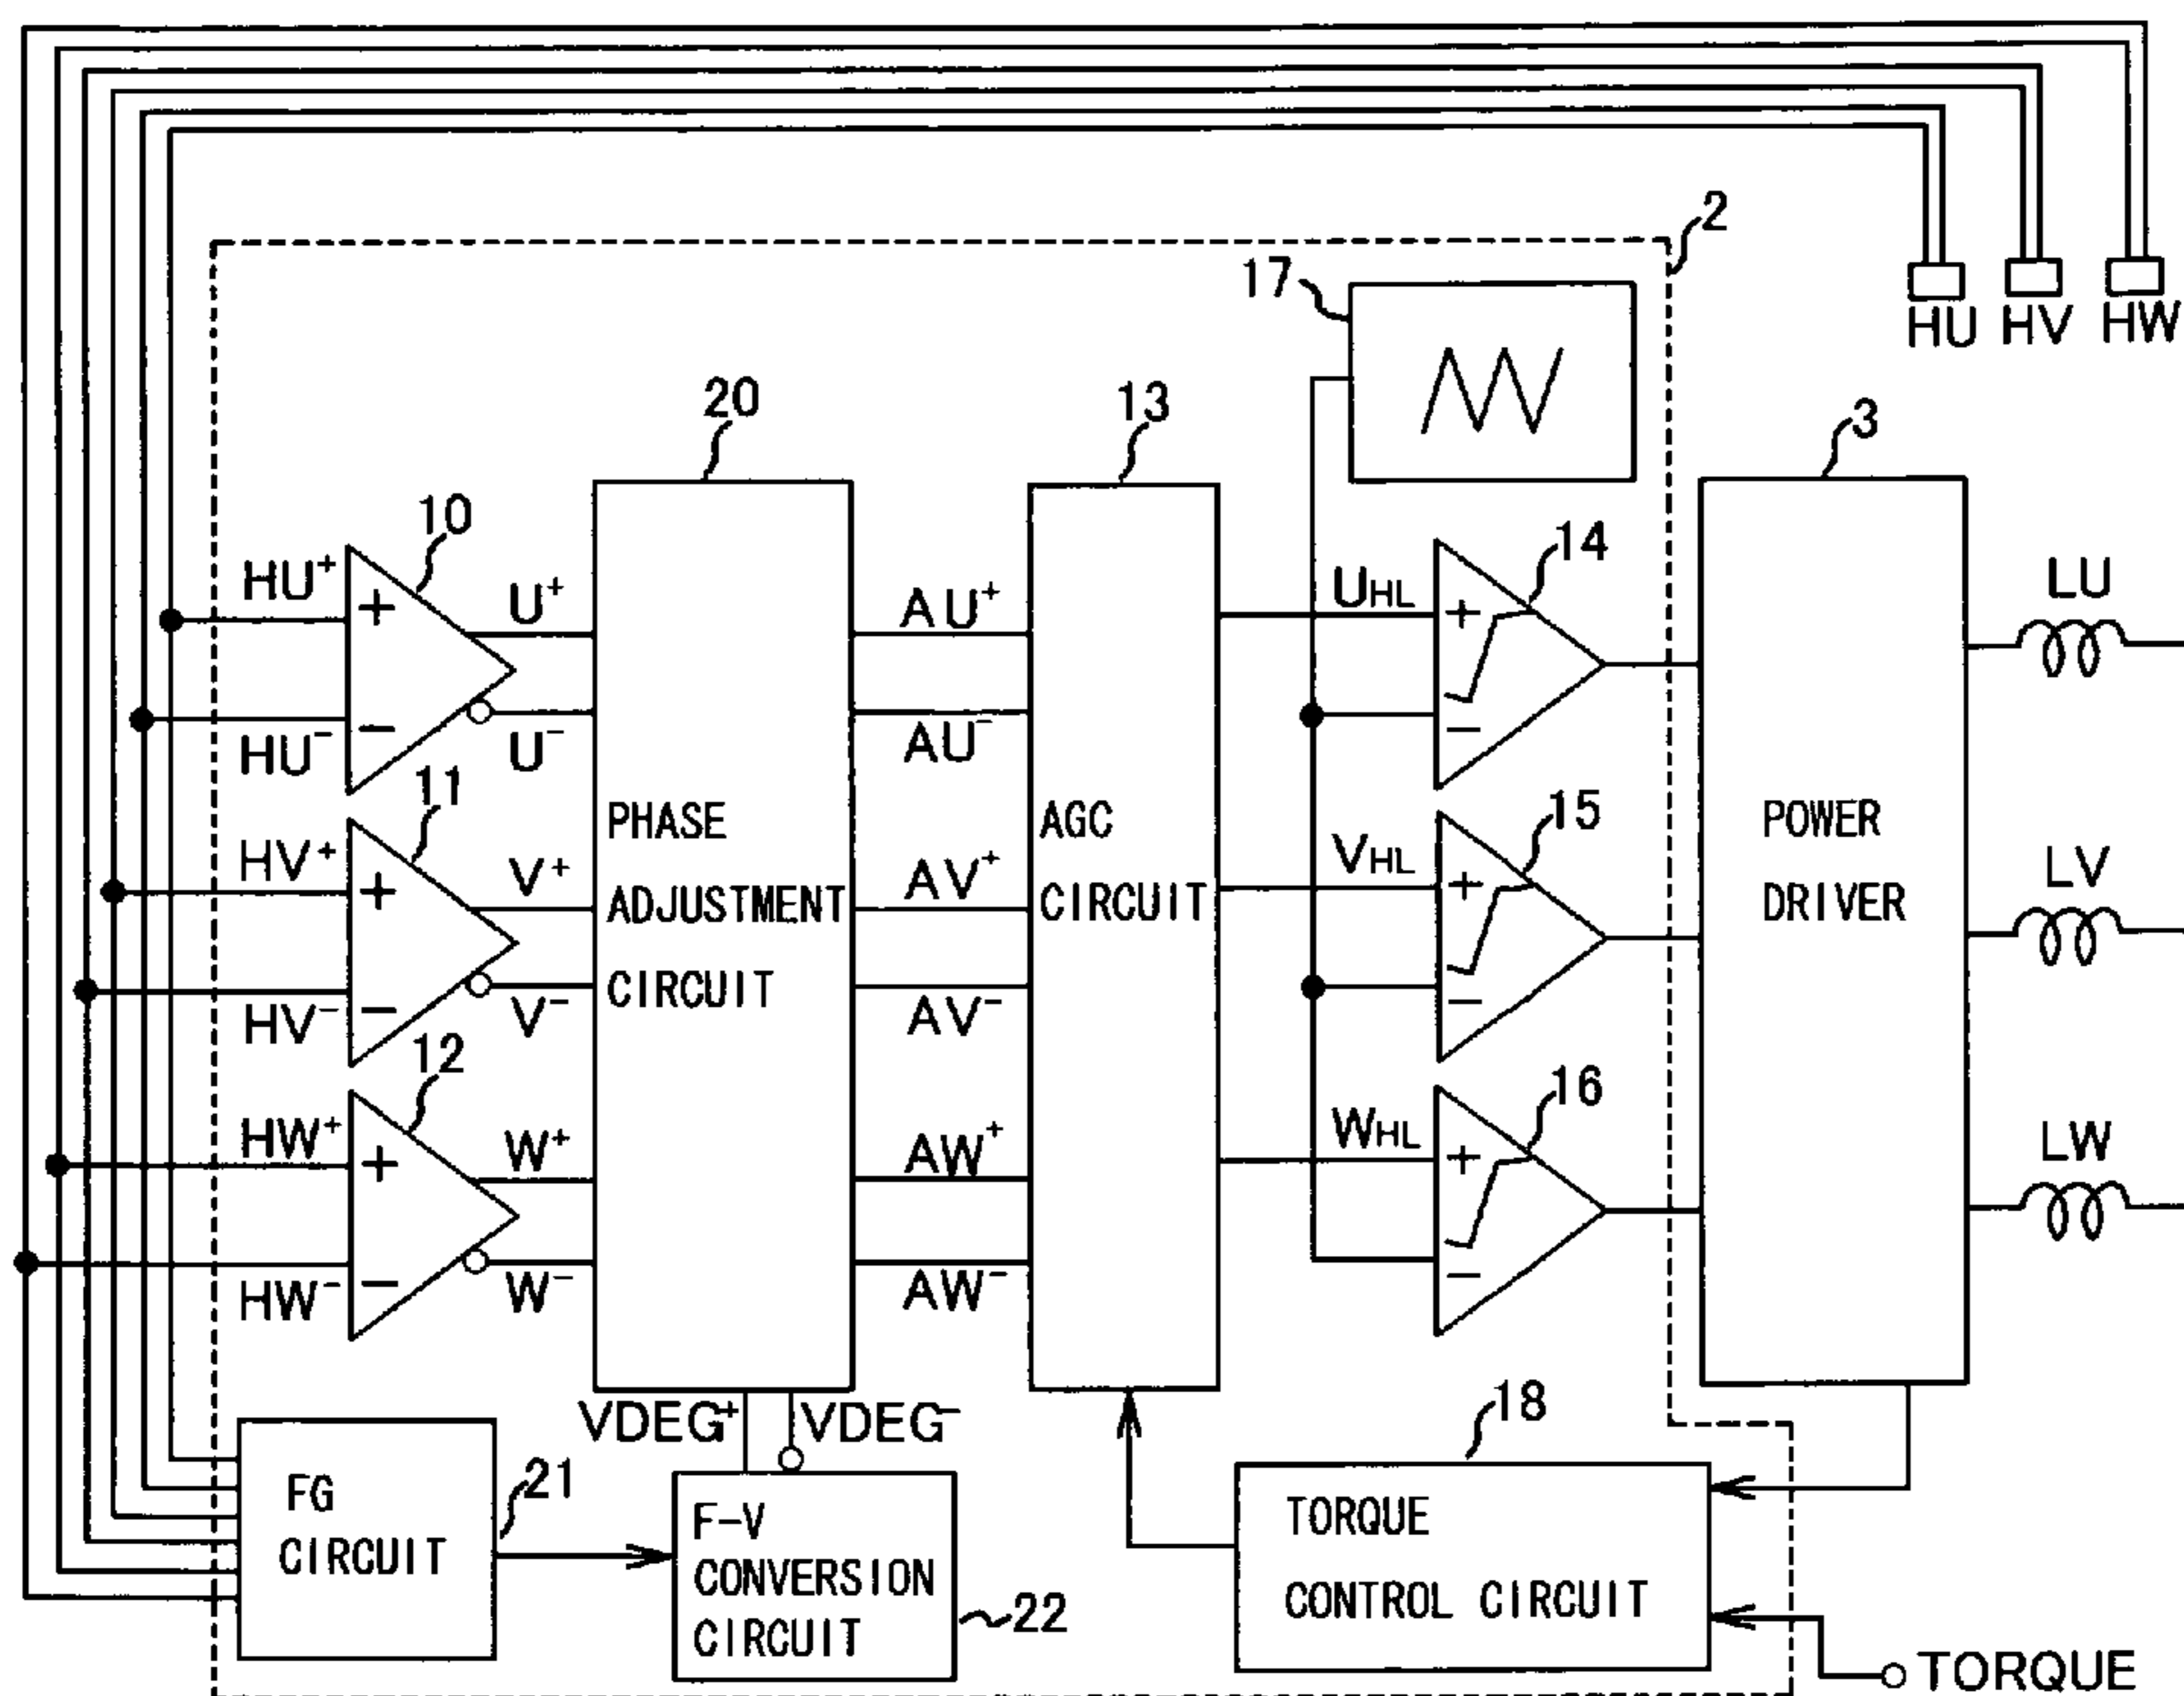 2
17
HU HV HW
20
13
3
10
14
HU+
+
U+
AU+
UHL
+
LU
HU−
−
U−
AU−
−
11
15
PHASE
ADJUSTMENT
CIRCUIT
AGC
CIRCUIT
POWER
DRIVER
HV+
+
V+
AV+
VHL
+
LV
HV−
−
V−
AV−
−
12
16
HW+
+
W+
AW+
WHL
+
LW
HW−
−
W−
AW−
−
VDEG+ VDEG−
18
FG
CIRCUIT
21
F-V
CONVERSION
CIRCUIT
22
TORQUE
CONTROL CIRCUIT
TORQUE